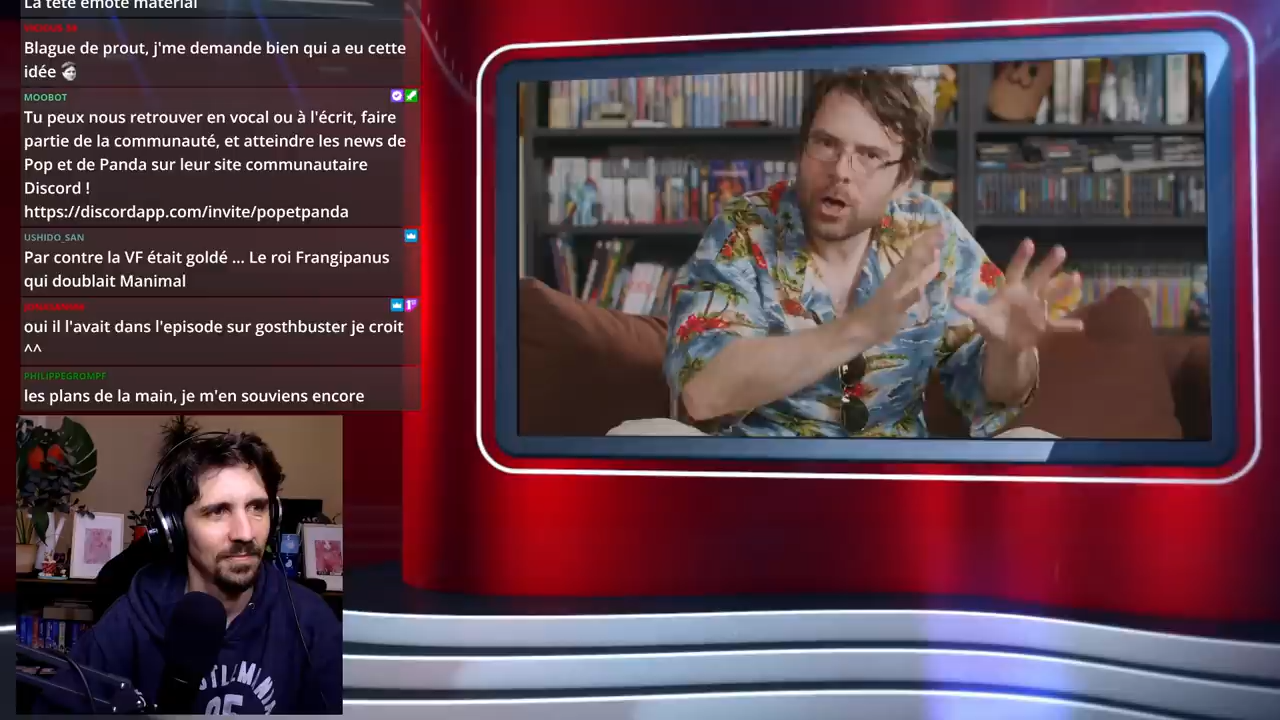 La tête emote material
VICIOUS_59
Blague de prout, j'me demande bien qui a eu cette
idée
MOOBOT
Tu peux nous retrouver en vocal ou à l'écrit, faire
partie de la communauté, et atteindre les news de
Pop et de Panda sur leur site communautaire
Discord !
https://discordapp.com/invite/popetpanda
USHIDO_SAN
Par contre la VF était goldé ... Le roi Frangipanus
qui doublait Manimal
oui il l'avait dans l'episode sur gosthbuster je croit
^^
PHILIPPEGROMPF
les plans de la main, je m'en souviens encore